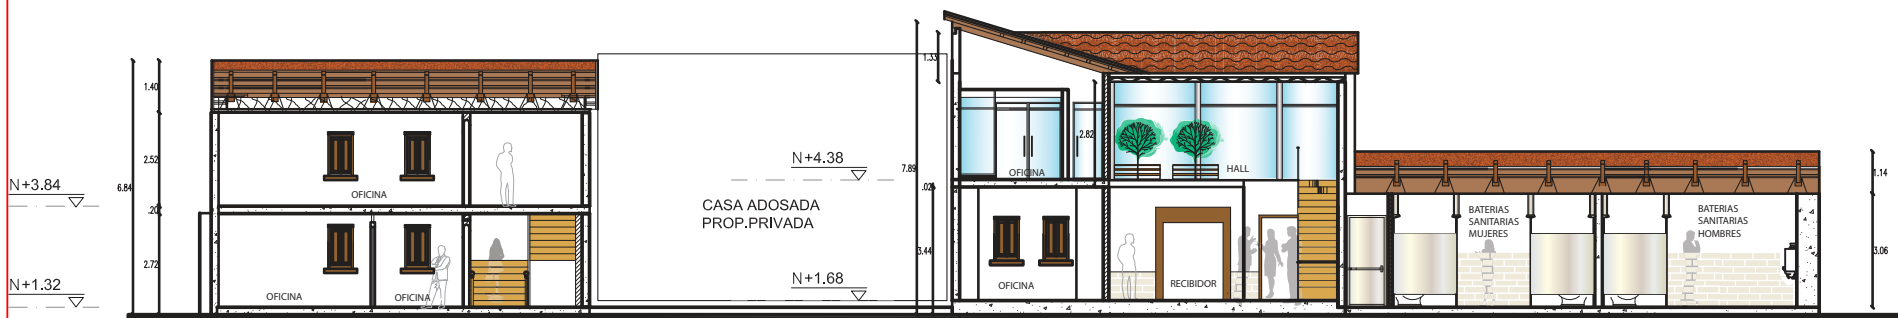 N+3.84
N+1.32
6.84
1.40
2.52
.20
2.72
OFICINA
OFICINA
OFICINA
CASA ADOSADA
PROP.PRIVADA
N+4.38
N+1.68
7.89
1.33
.02
3.44
2.82
OFICINA
HALL
OFICINA
RECIBIDOR
BATERIAS
SANITARIAS
MUJERES
BATERIAS
SANITARIAS
HOMBRES
1.14
3.06